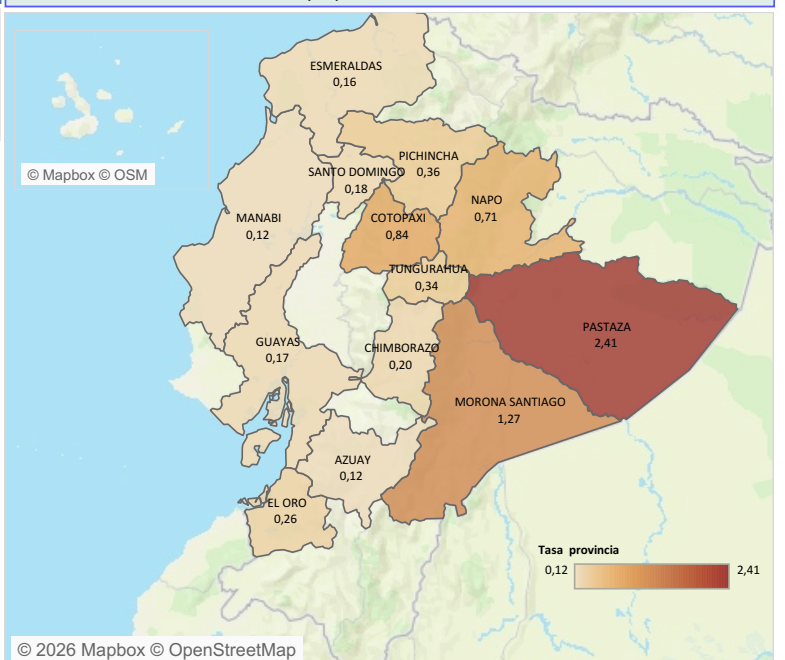 ESMERALDAS
0,16
© Mapbox © OSM
PICHINCHA
0,36
SANTO DOMINGO
0,18
NAPO
0,71
MANABI
0,12
COTOPAXI
0,84
TUNGURAHUA
0,34
PASTAZA
2,41
GUAYAS
0,17
CHIMBORAZO
0,20
MORONA SANTIAGO
1,27
AZUAY
0,12
EL ORO
0,26
Tasa provincia
0,12
2,41
© 2026 Mapbox © OpenStreetMap